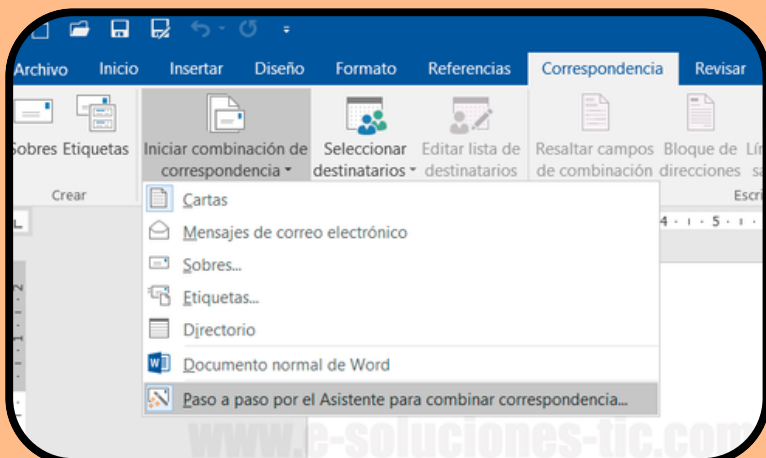 Archivo Inicio Insertar Diseño Formato Referencias Correspondencia Revisar
Sobres Etiquetas Iniciar combinación de Seleccionar Editar lista de Resaltar campos Bloque de
correspondencia destinatarios destinatarios de combinación direcciones
Crear
Cartas
4 · ı · 5 · ı ·
Mensajes de correo electrónico
Sobres...
Etiquetas...
Directorio
Documento normal de Word
Paso a paso por el Asistente para combinar correspondencia...
www.e-soluciones-tic.com